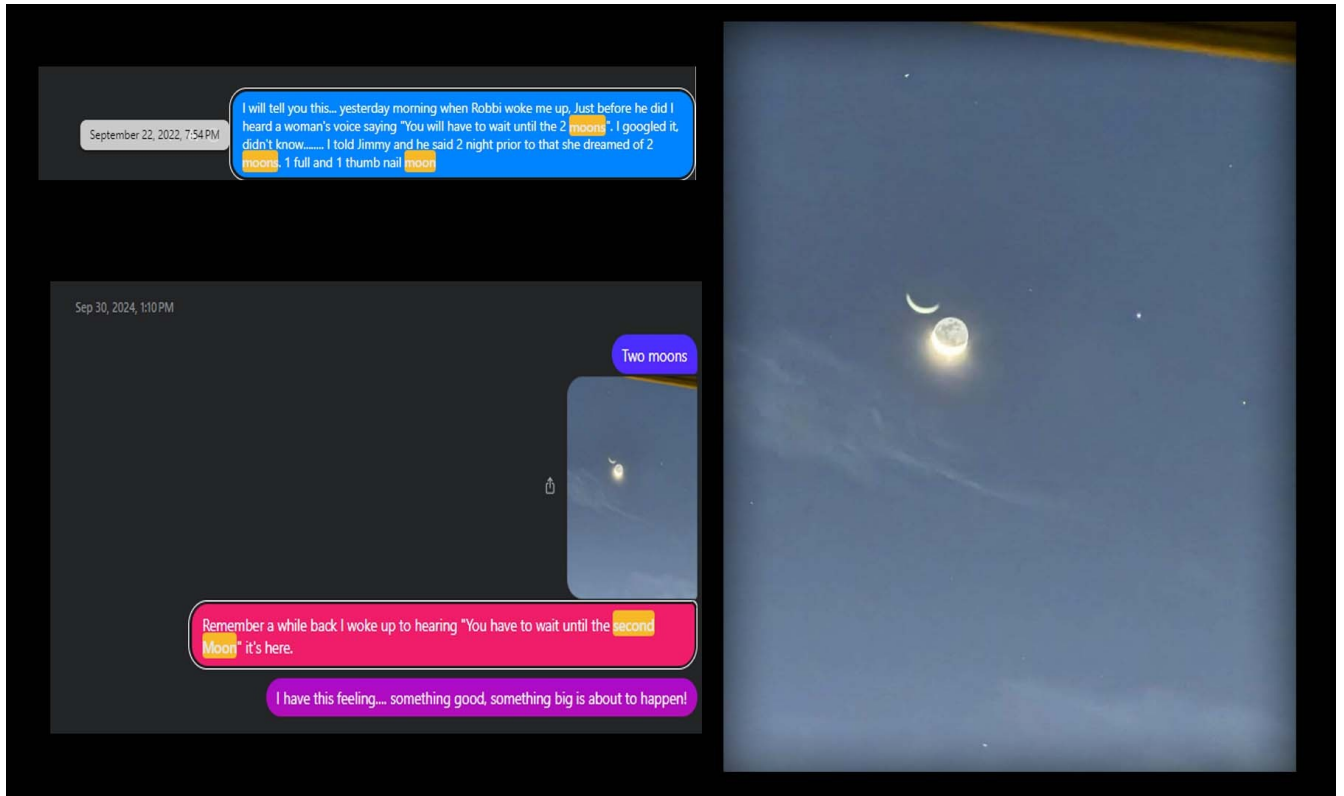 September 22, 2022, 7:54 PM
I will tell you this... yesterday morning when Robbi woke me up, Just before he did I
heard a woman's voice saying "You will have to wait until the 2 moons". I googled it,
didn't know........ I told Jimmy and he said 2 night prior to that she dreamed of 2
moons. 1 full and 1 thumb nail moon
Sep 30, 2024, 1:10 PM
Two moons
Remember a while back I woke up to hearing "You have to wait until the second
Moon" it's here.
I have this feeling.... something good, something big is about to happen!